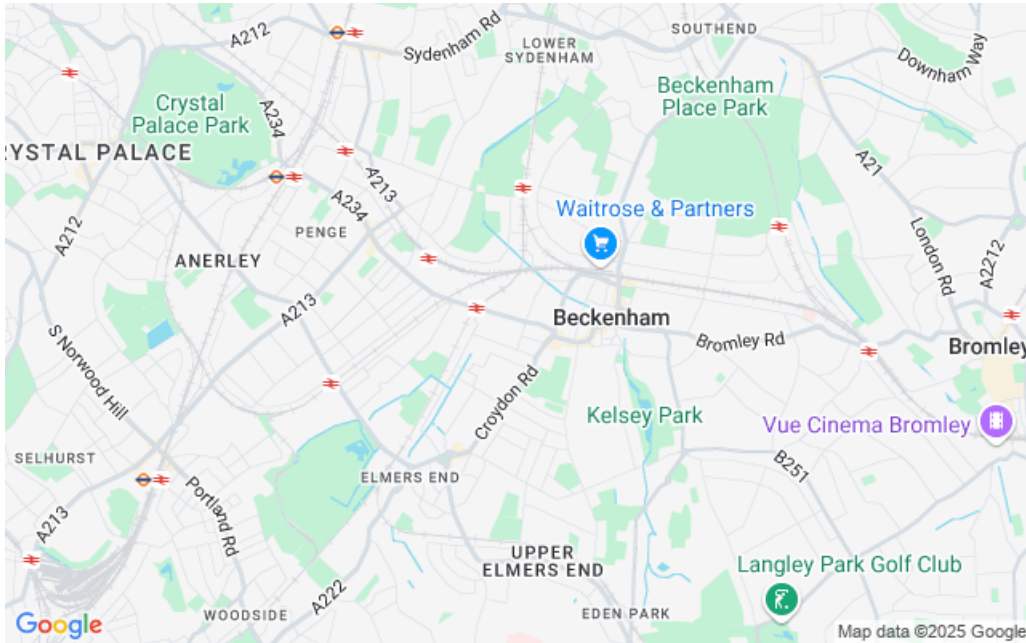 A212
Sydenham Rd
LOWER
SYDENHAM
SOUTHEND
Downham Way
Crystal
Palace Park
A234
Beckenham
Place Park
RYSTAL PALACE
A213
A21
A234
Waitrose & Partners
A212
PENGE
London Rd
A2212
ANERLEY
A213
Beckenham
Bromley Rd
Bromley
S Norwood Hill
Croydon Rd
Kelsey Park
Vue Cinema Bromley
SELHURST
ELMERS END
B251
Portland Rd
A213
UPPER
ELMERS END
Langley Park Golf Club
A222
WOODSIDE
EDEN PARK
Google
Map data ©2025 Google